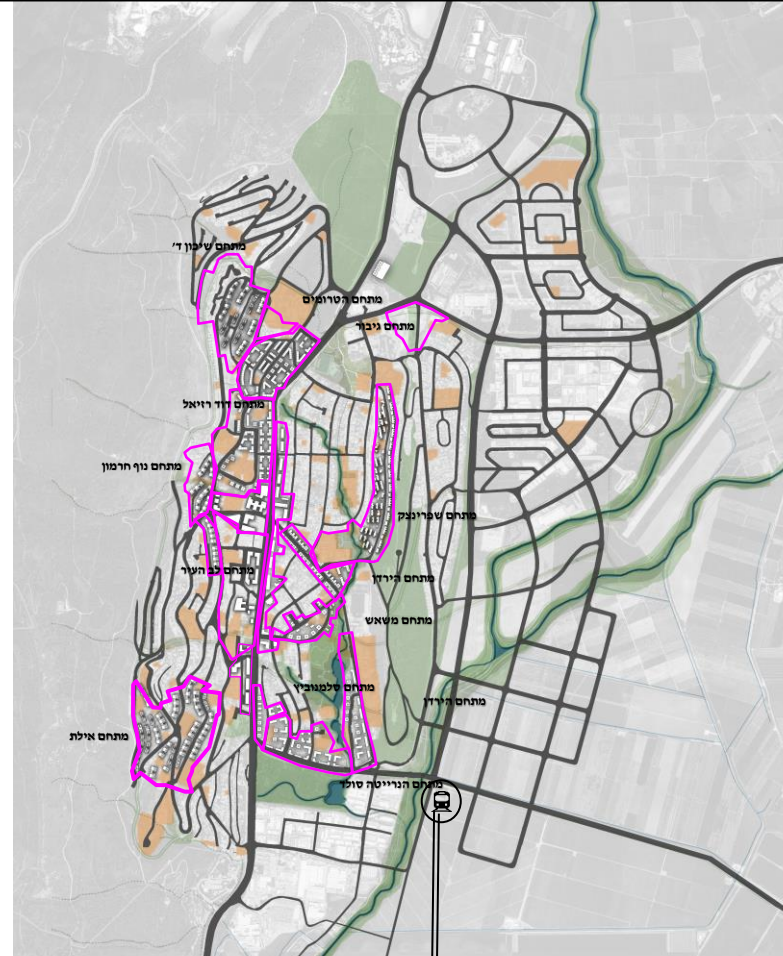 מתחם שיכון ד'
מתחם הטרומים
מתחם גיבור
מתחם דוד רזיאל
מתחם נוף חרמון
מתחם שפרינצק
מתחם לב העיר
מתחם הירדן
מתחם משאש
מתחם טלמנוביץ
מתחם הירדן
מתחם אילת
מתחם הנרייטה סולד